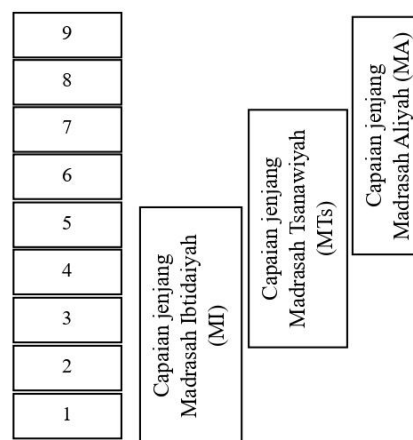 9
8
7
6
5
4
3
2
1
Capaian jenjang
Madrasah Ibtidaiyah
(MI)
Capaian jenjang
Madrasah Tsanawiyah
(MTs)
Capaian jenjang
Madrasah Aliyah (MA)